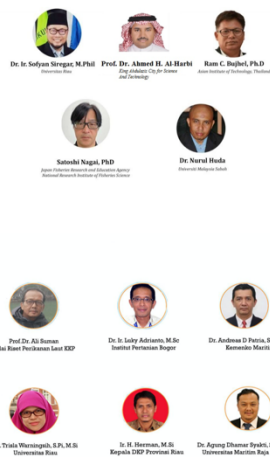 Dr. Ir. Sofyan Siregar, M.Phil
Universitas Riau
Prof. Dr. Ahmed H. Al-Harbi
King Abdulaziz City for Science
and Technology
Ram C. Bujhel, Ph.D
Asian Institute of Technology, Thailand
Satoshi Nagai, PhD
Japan Fisheries Research and Education Agency
National Research Institute of Fisheries Science
Dr. Nurul Huda
Universiti Malaysia Sabah
Prof.Dr. Ali Suman
Riset Perikanan Laut KKP
Dr. Ir. Luky Adrianto, M.Sc
Institut Pertanian Bogor
Dr. Andreas D Patria, S
Kemenko Mariti
Triala Warningsih, S.Pi, M.Si
Universitas Riau
Ir. H. Herman, M.Si
Kepala DKP Provinsi Riau
Dr. Agung Dhamar Syakti,
Universitas Maritim Raja